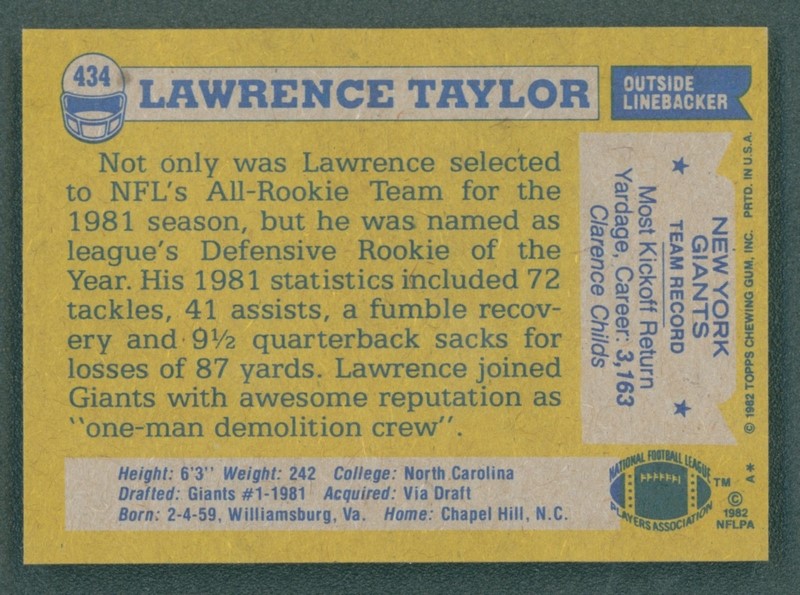 434
LAWRENCE TAYLOR
OUTSIDE
LINEBACKER
Not only was Lawrence selected
to NFL's All-Rookie Team for the
1981 season, but he was named as
league's Defensive Rookie of the
Year. His 1981 statistics included 72
tackles, 41 assists, a fumble recov-
ery and 9½ quarterback sacks for
losses of 87 yards. Lawrence joined
Giants with awesome reputation as
"one-man demolition crew".
NEW YORK
GIANTS
TEAM RECORD
Most Kickoff Return
Yardage, Career: 3,163
Clarence Childs
© 1982 TOPPS CHEWING GUM, INC. PRTD. IN U.S.A.
Height: 6'3" Weight: 242 College: North Carolina
Drafted: Giants #1-1981 Acquired: Via Draft
Born: 2-4-59, Williamsburg, Va. Home: Chapel Hill, N.C.
NATIONAL FOOTBALL LEAGUE
PLAYERS ASSOCIATION
TM
A*
©
1982
NFLPA